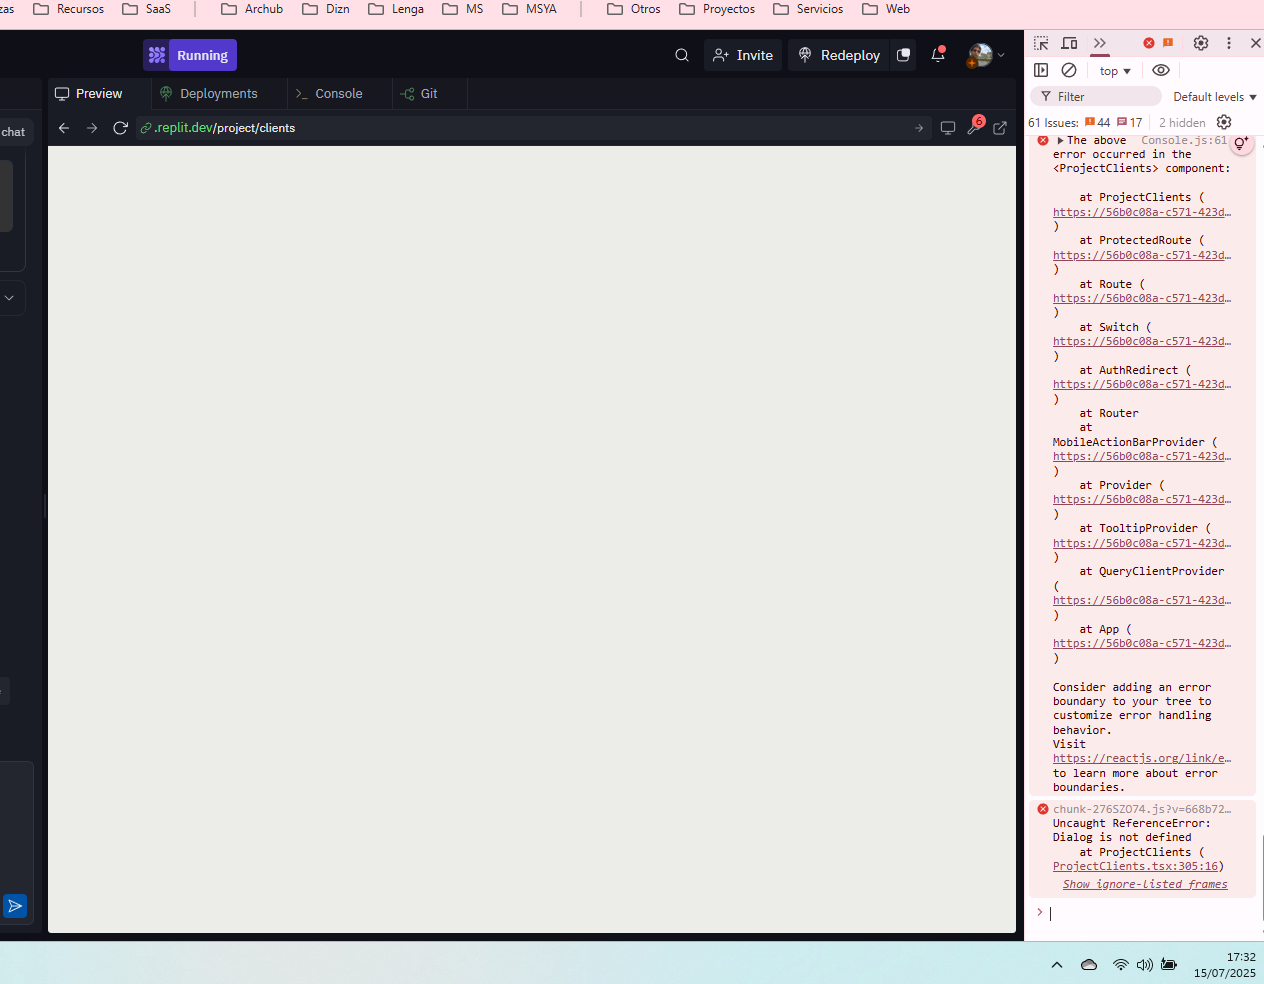 zas Recursos SaaS Archub Dizn Lenga MS MSYA Otros Proyectos Servicios Web
Running Invite Redeploy
Preview Deployments Console Git
.replit.dev/project/clients 6
chat
top
Filter Default levels
61 Issues: 44 17 2 hidden
The above Console.js:61
error occurred in the
<ProjectClients> component:
at ProjectClients (
https://56b0c08a-c571-423d…
)
at ProtectedRoute (
https://56b0c08a-c571-423d…
)
at Route (
https://56b0c08a-c571-423d…
)
at Switch (
https://56b0c08a-c571-423d…
)
at AuthRedirect (
https://56b0c08a-c571-423d…
)
at Router
at
MobileActionBarProvider (
https://56b0c08a-c571-423d…
)
at Provider (
https://56b0c08a-c571-423d…
)
at TooltipProvider (
https://56b0c08a-c571-423d…
)
at QueryClientProvider
(
https://56b0c08a-c571-423d…
)
at App (
https://56b0c08a-c571-423d…
)
Consider adding an error
boundary to your tree to
customize error handling
behavior.
Visit
https://reactjs.org/link/e…
to learn more about error
boundaries.
chunk-276SZO74.js?v=668b72…
Uncaught ReferenceError:
Dialog is not defined
at ProjectClients (
ProjectClients.tsx:305:16)
Show ignore-listed frames
17:32
15/07/2025